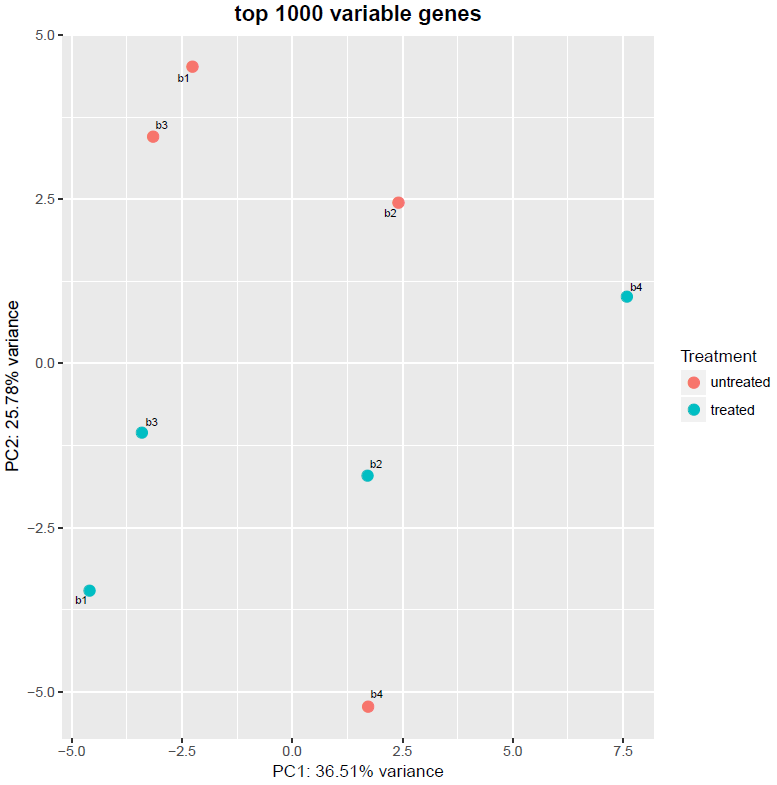 top 1000 variable genes
5.0
b1
b3
2.5
b2
b4
PC2: 25.78% variance
0.0
Treatment
untreated
treated
b3
b2
−2.5
b1
b4
−5.0
−5.0 −2.5 0.0 2.5 5.0 7.5
PC1: 36.51% variance